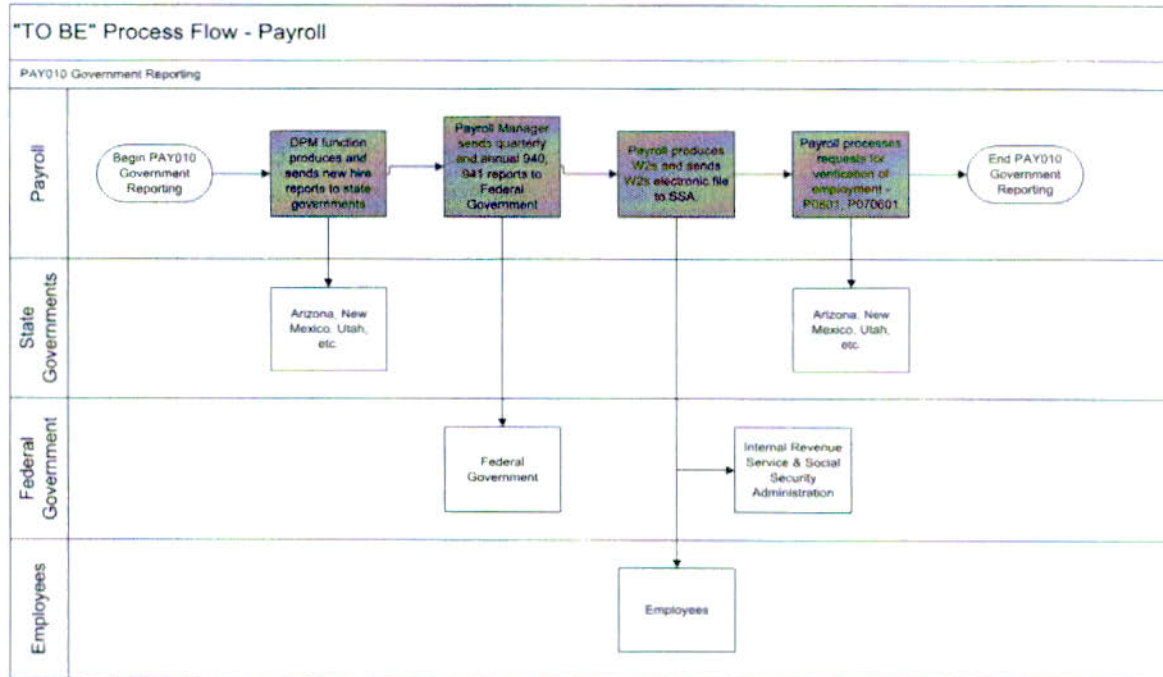 "TO BE" Process Flow - Payroll
PAY010 Government Reporting
Payroll
Begin PAY010
Government
Reporting
DPM function
produces and
sends new hire
reports to state
governments
Payroll Manager
sends quarterly
and annual 940,
941 reports to
Federal
Government
Payroll produces
W2s and sends
W2s electronic file
to SSA
Payroll processes
requests for
verification of
employment -
P0601, P070601
End PAY010
Government
Reporting
State
Governments
Arizona, New
Mexico, Utah,
etc.
Arizona, New
Mexico, Utah,
etc.
Federal
Government
Federal
Government
Internal Revenue
Service & Social
Security
Administration
Employees
Employees